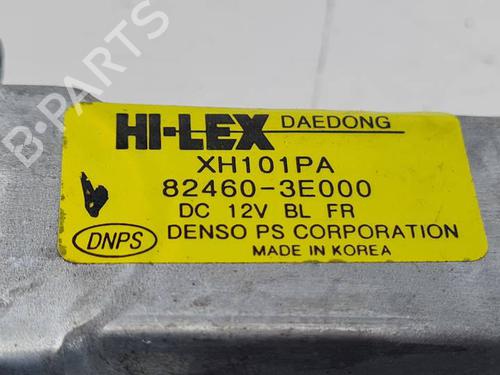 B-PARTS
HI-LEX DAEDONG
XH101PA
82460-3E000
DC 12V BL FR
DNPS DENSO PS CORPORATION
MADE IN KOREA